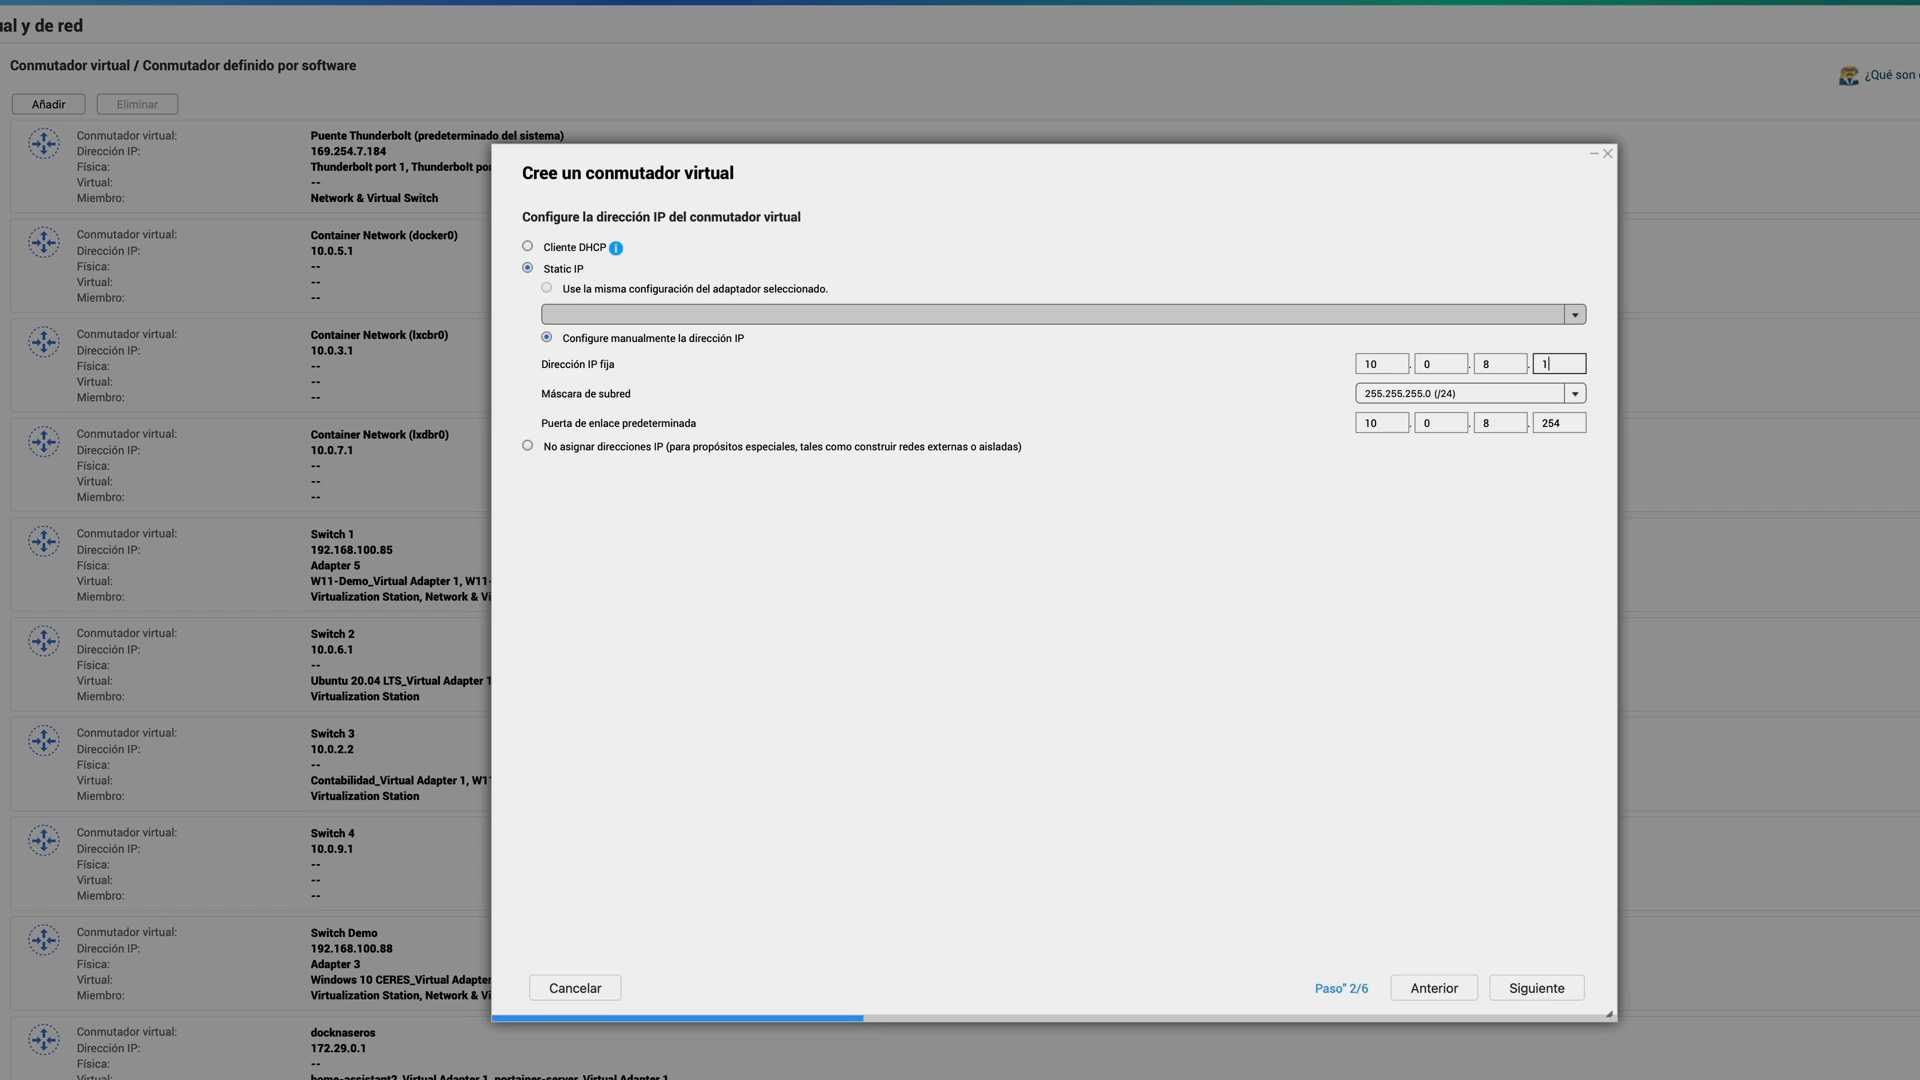 ual y de red
Conmutador virtual / Conmutador definido por software
¿Qué son
Añadir
Eliminar
Conmutador virtual: Puente Thunderbolt (predeterminado del sistema)
Dirección IP: 169.254.7.184
Física: Thunderbolt port 1, Thunderbolt por
Virtual: --
Miembro: Network & Virtual Switch
Conmutador virtual: Container Network (docker0)
Dirección IP: 10.0.5.1
Física: --
Virtual: --
Miembro: --
Conmutador virtual: Container Network (lxcbr0)
Dirección IP: 10.0.3.1
Física: --
Virtual: --
Miembro: --
Conmutador virtual: Container Network (lxdbr0)
Dirección IP: 10.0.7.1
Física: --
Virtual: --
Miembro: --
Conmutador virtual: Switch 1
Dirección IP: 192.168.100.85
Física: Adapter 5
Virtual: W11-Demo_Virtual Adapter 1, W11-
Miembro: Virtualization Station, Network & Vi
Conmutador virtual: Switch 2
Dirección IP: 10.0.6.1
Física: --
Virtual: Ubuntu 20.04 LTS_Virtual Adapter 1
Miembro: Virtualization Station
Conmutador virtual: Switch 3
Dirección IP: 10.0.2.2
Física: --
Virtual: Contabilidad_Virtual Adapter 1, W11
Miembro: Virtualization Station
Conmutador virtual: Switch 4
Dirección IP: 10.0.9.1
Física: --
Virtual: --
Miembro: --
Conmutador virtual: Switch Demo
Dirección IP: 192.168.100.88
Física: Adapter 3
Virtual: Windows 10 CERES_Virtual Adapter
Miembro: Virtualization Station, Network & Vi
Conmutador virtual: docknaseros
Dirección IP: 172.29.0.1
Física: --
Virtual: home-assistant2_Virtual Adapter 1, portainer-server_Virtual Adapter 1
Cree un conmutador virtual
Configure la dirección IP del conmutador virtual
Cliente DHCP i
Static IP
Use la misma configuración del adaptador seleccionado.
Configure manualmente la dirección IP
Dirección IP fija 10 . 0 . 8 . 1
Máscara de subred 255.255.255.0 (/24)
Puerta de enlace predeterminada 10 . 0 . 8 . 254
No asignar direcciones IP (para propósitos especiales, tales como construir redes externas o aisladas)
Cancelar
Paso" 2/6
Anterior
Siguiente